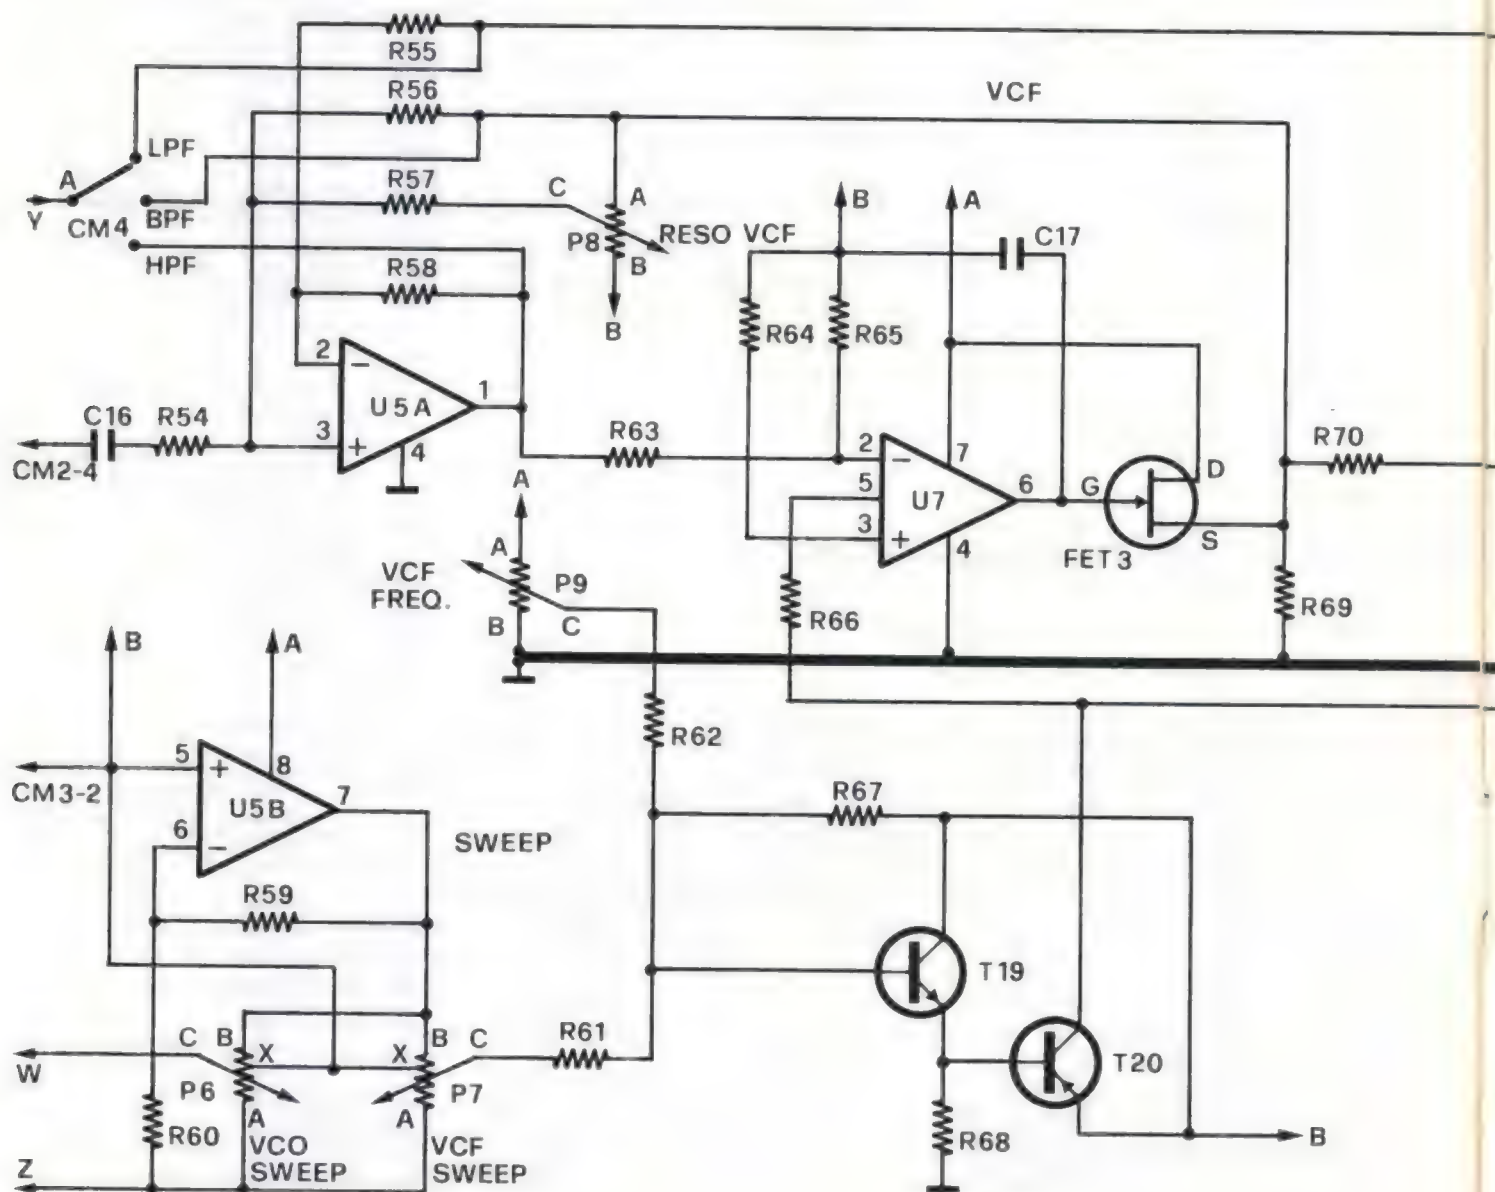 R55
R56
VCF
LPF
A
R57
C
A
B
A
BPF
Y
CM4
P8
RESO VCF
C17
HPF
R58
B
B
R64
R65
2
−
U5A
1
C16
R54
3
+
4
R63
2
−
7
R70
CM2-4
A
5
U7
6
G
D
3
+
4
S
FET3
A
VCF
FREQ.
P9
B
C
R66
R69
B
A
R62
5
+
8
CM3-2
U5B
7
R67
6
−
SWEEP
R59
T19
C
B
X
X
B
C
R61
W
P6
P7
T20
A
A
R60
VCO
SWEEP
VCF
SWEEP
R68
B
Z